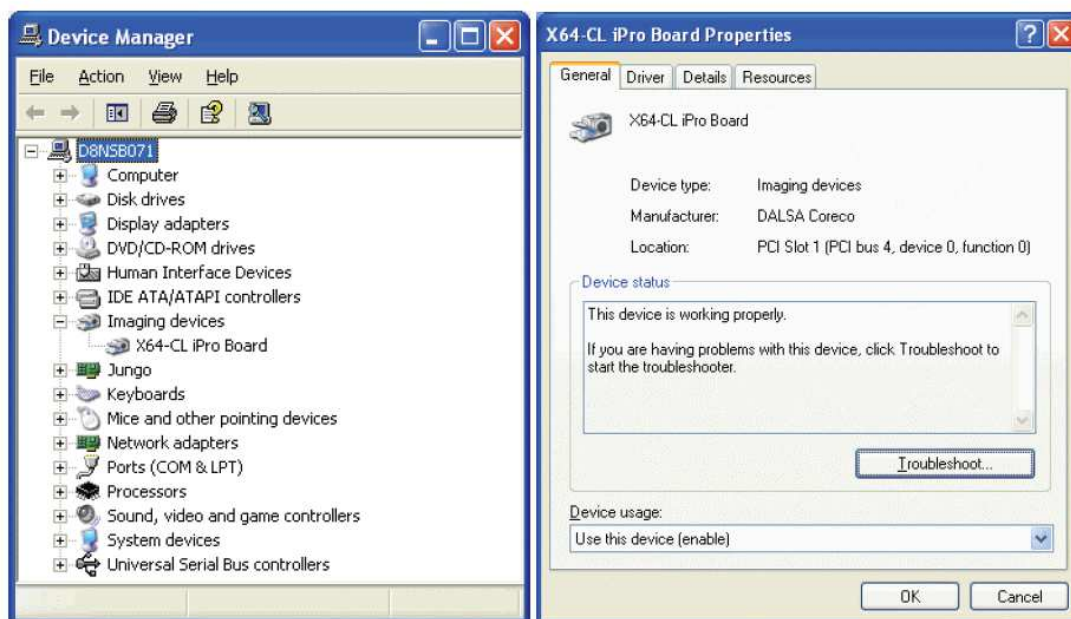 Device Manager
File Action View Help
D8NSB071
Computer
Disk drives
Display adapters
DVD/CD-ROM drives
Human Interface Devices
IDE ATA/ATAPI controllers
Imaging devices
X64-CL iPro Board
Jungo
Keyboards
Mice and other pointing devices
Network adapters
Ports (COM & LPT)
Processors
Sound, video and game controllers
System devices
Universal Serial Bus controllers
X64-CL iPro Board Properties
General Driver Details Resources
X64-CL iPro Board
Device type: Imaging devices
Manufacturer: DALSA Coreco
Location: PCI Slot 1 (PCI bus 4, device 0, function 0)
Device status
This device is working properly.
If you are having problems with this device, click Troubleshoot to
start the troubleshooter.
Troubleshoot...
Device usage:
Use this device (enable)
OK Cancel